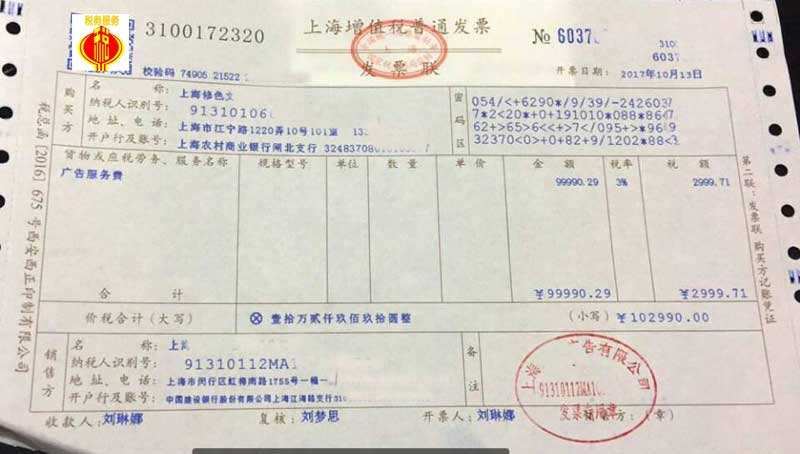 税商服务
3100172320
上海增值税普通发票
发票联
№ 6037
310
6037
校验码 74905 21522
开票日期: 2017年10月13日
购买方
名 称: 上海修色文
纳税人识别号: 91310106
地 址、电 话: 上海市江宁路1220弄10号101室 13
开户行及账号: 上海农村商业银行闸北支行 32483708
密码区
054/<+6290*/9/39/-2426037
7*2<20*+0+191010*088*8647
62+>65>6<<+>7</095+>*9669
32370<0>+0+82+9/1202*88<3
货物或应税劳务、服务名称 规格型号 单位 数量 单价 金额 税率 税额
广告服务费 99990.29 3% 2999.71
合计 ¥99990.29 ¥2999.71
价税合计(大写) ⊗ 壹拾万贰仟玖佰玖拾圆整 (小写) ¥102990.00
销售方
名 称: 上
纳税人识别号: 91310112MA1
地 址、电 话: 上海市闵行区虹梅南路1755号一幢一
开户行及账号: 中国建设银行股份有限公司上海江海路支行310
备注
收款人: 刘琳娜 复核: 刘梦思 开票人: 刘琳娜 方:(章)
上海 广告有限公司
91310112MA1
发票专用章
税总函〔2016〕675号西安西正印制有限公司
第二联:发票联 购买方记账凭证